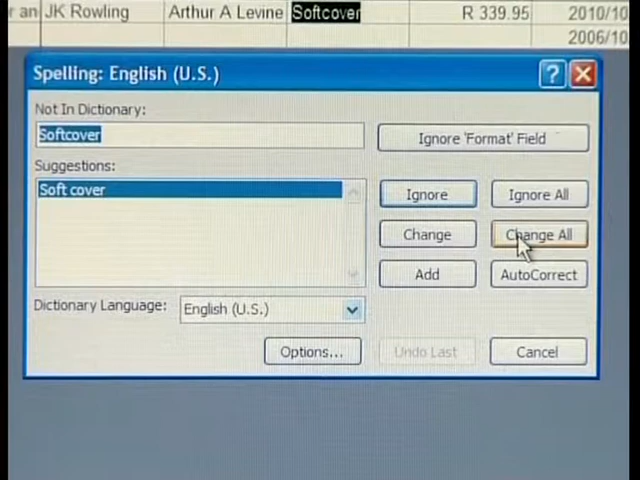 r an JK Rowling Arthur A Levine Softcover R 339.95 2010/10
2006/10
Spelling: English (U.S.)
Not In Dictionary:
Softcover
Ignore 'Format' Field
Suggestions:
Soft cover
Ignore Ignore All
Change Change All
Add AutoCorrect
Dictionary Language: English (U.S.)
Options... Undo Last Cancel